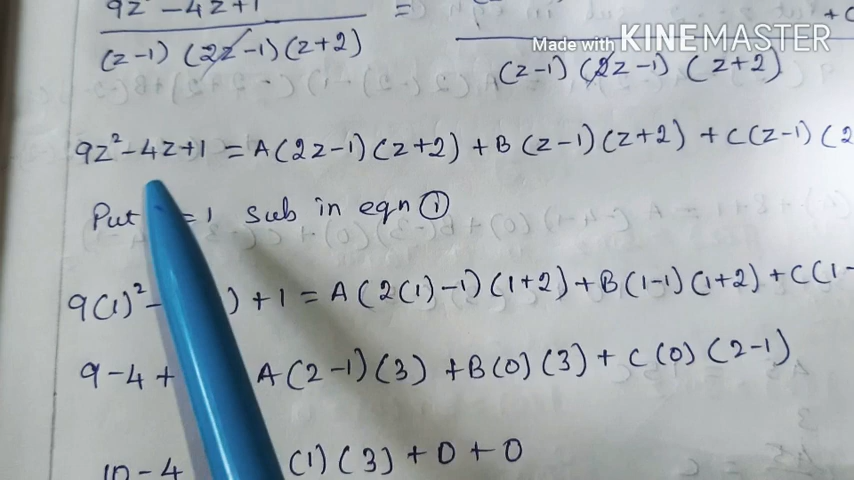 9z² - 4z + 1 = + C
(z-1) (2z-1) (z+2) (z-1) (2z-1) (z+2)
Made with KINEMASTER
9z² - 4z + 1 = A (2z-1) (z+2) + B (z-1) (z+2) + C (z-1) (2
Put = 1 sub in eqn ①
9(1)² - ) + 1 = A (2(1)-1) (1+2) + B (1-1) (1+2) + C (1-
9 - 4 + A (2-1) (3) + B (0) (3) + C (0) (2-1)
10 - 4 (1) (3) + 0 + 0